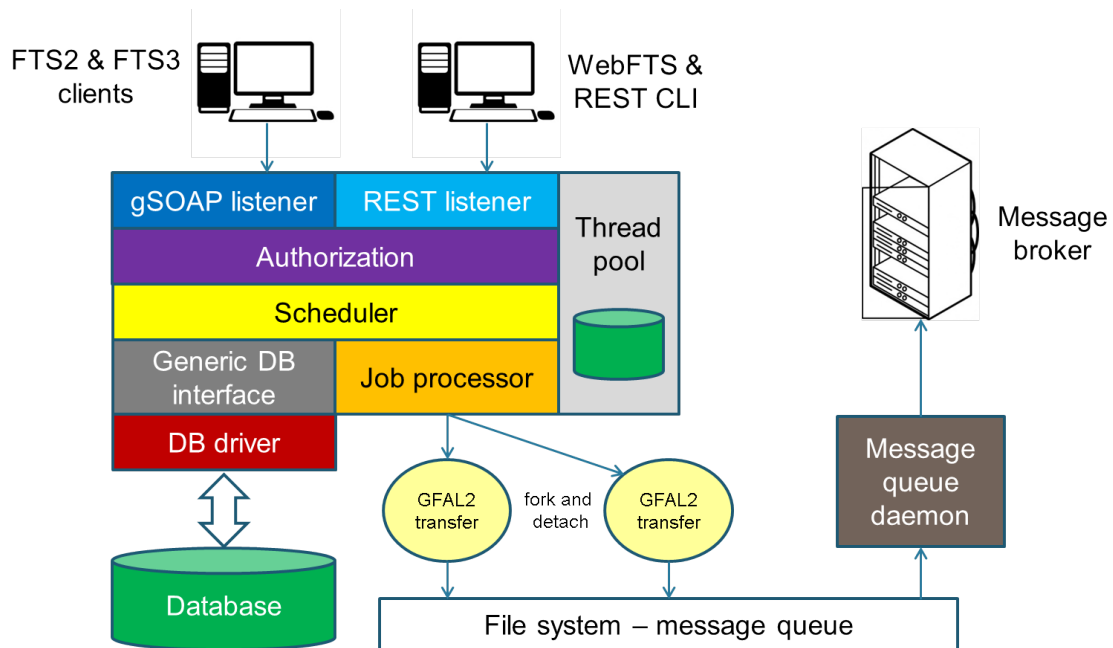 FTS2 & FTS3
clients
WebFTS &
REST CLI
gSOAP listener
REST listener
Thread
pool
Authorization
Scheduler
Generic DB
interface
Job processor
DB driver
Message
broker
GFAL2
transfer
fork and
detach
GFAL2
transfer
Message
queue
daemon
Database
File system – message queue